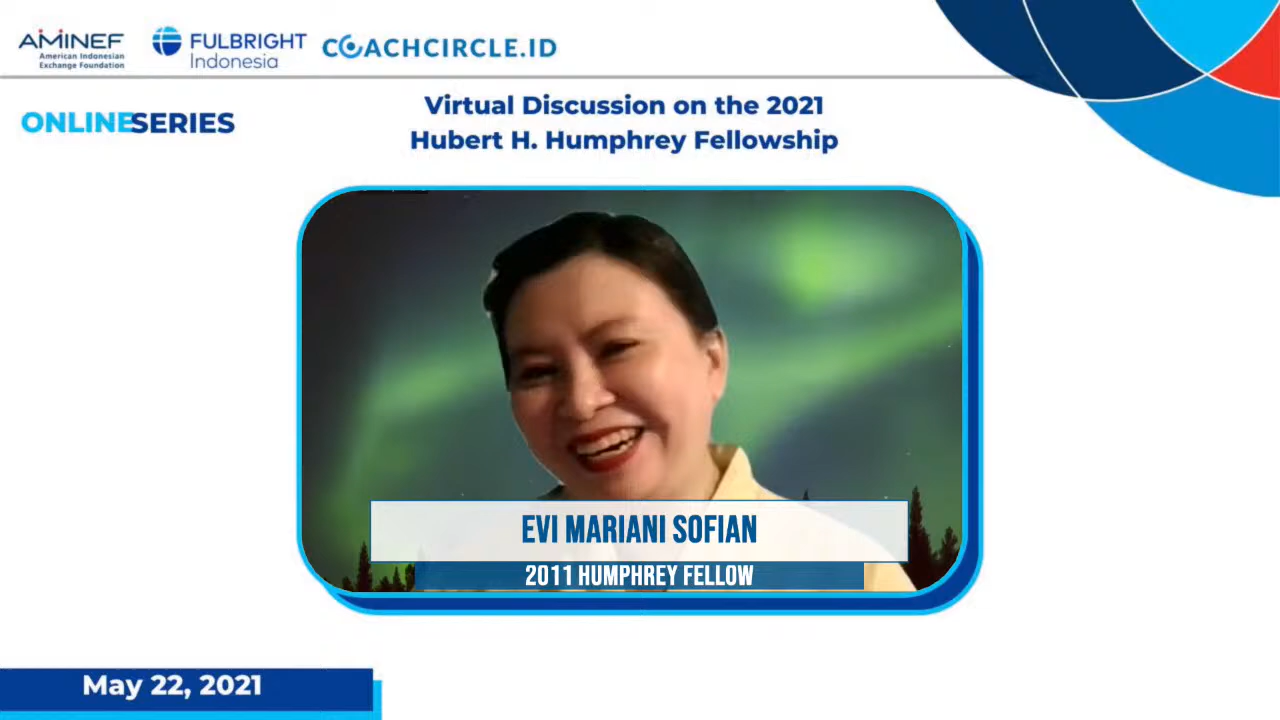 AMINEF
American Indonesian
Exchange Foundation
FULBRIGHT
Indonesia
COACHCIRCLE.ID
ONLINESERIES
Virtual Discussion on the 2021
Hubert H. Humphrey Fellowship
EVI MARIANI SOFIAN
2011 HUMPHREY FELLOW
May 22, 2021